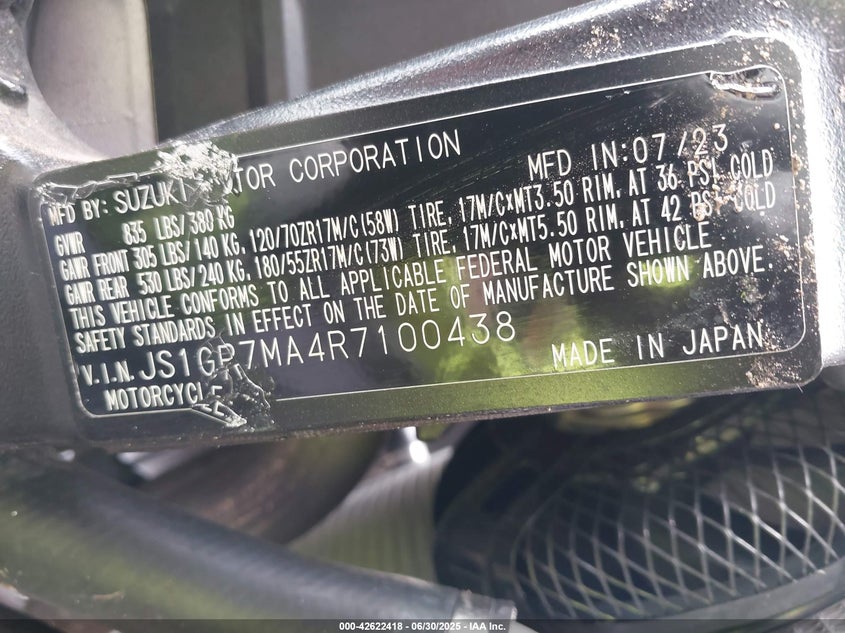 MFD BY: SUZUKI MOTOR CORPORATION MFD IN: 07/23
GVWR 835 LBS/ 380 KG
GAWR FRONT 305 LBS/ 140 KG, 120/70ZR17M/C(58W) TIRE, 17M/C×MT3.50 RIM, AT 36 PSI COLD
GAWR REAR 530 LBS/ 240 KG, 180/55ZR17M/C(73W) TIRE, 17M/C×MT5.50 RIM, AT 42 PSI COLD
THIS VEHICLE CONFORMS TO ALL APPLICABLE FEDERAL MOTOR VEHICLE
SAFETY STANDARDS IN EFFECT ON THE DATE OF MANUFACTURE SHOWN ABOVE.
V.I.N. JS1GR7MA4R7100438 MADE IN JAPAN
MOTORCYCLE
000-42622418 - 06/30/2025 - IAA Inc.